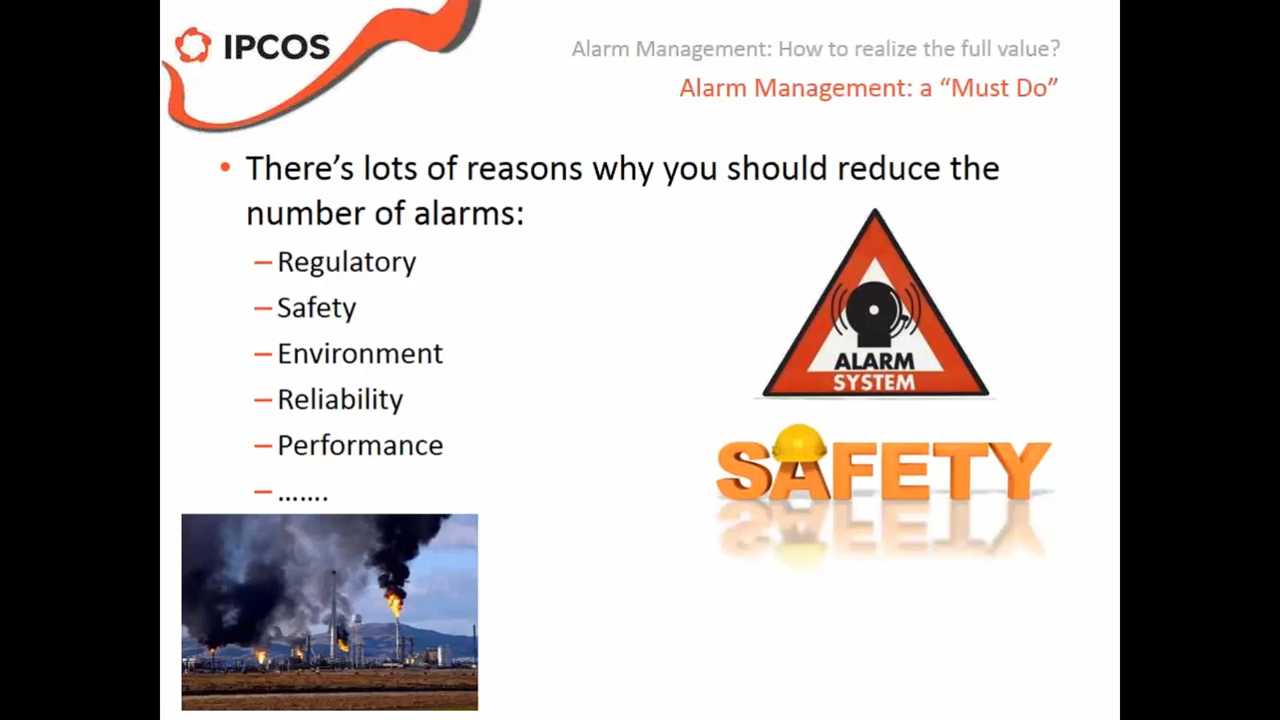 IPCOS
Alarm Management: How to realize the full value?
Alarm Management: a “Must Do”
• There’s lots of reasons why you should reduce the
number of alarms:
– Regulatory
– Safety
– Environment
– Reliability
– Performance
– …….
ALARM
SYSTEM
SAFETY